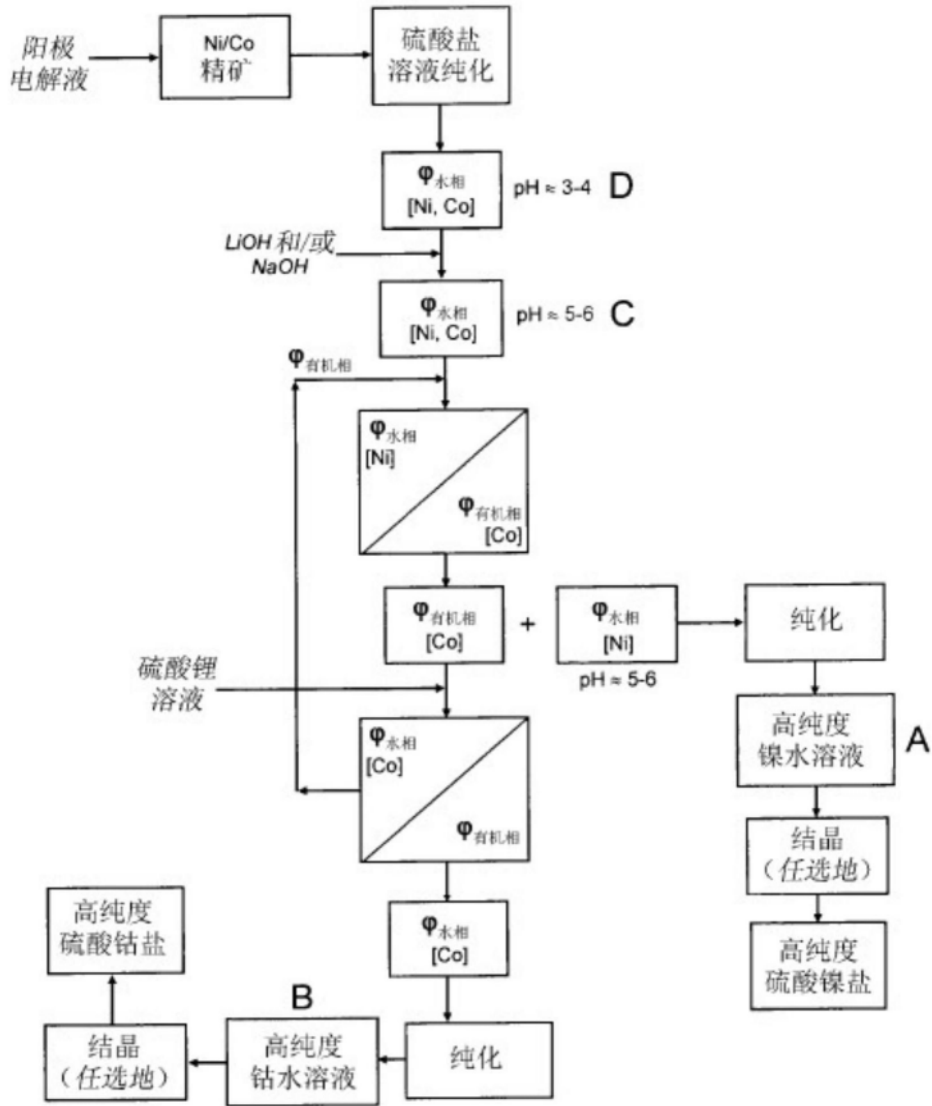 阳极
电解液
Ni/Co
精矿
硫酸盐
溶液纯化
φ水相
[Ni, Co]
pH ≈ 3-4
D
LiOH 和/或
NaOH
φ水相
[Ni, Co]
pH ≈ 5-6
C
φ有机相
φ水相
[Ni]
φ有机相
[Co]
φ有机相
[Co]
+
φ水相
[Ni]
pH ≈ 5-6
纯化
硫酸锂
溶液
高纯度
镍水溶液
A
φ水相
[Co]
φ有机相
结晶
（任选地）
高纯度
硫酸镍盐
φ水相
[Co]
高纯度
硫酸钴盐
B
结晶
（任选地）
高纯度
钴水溶液
纯化